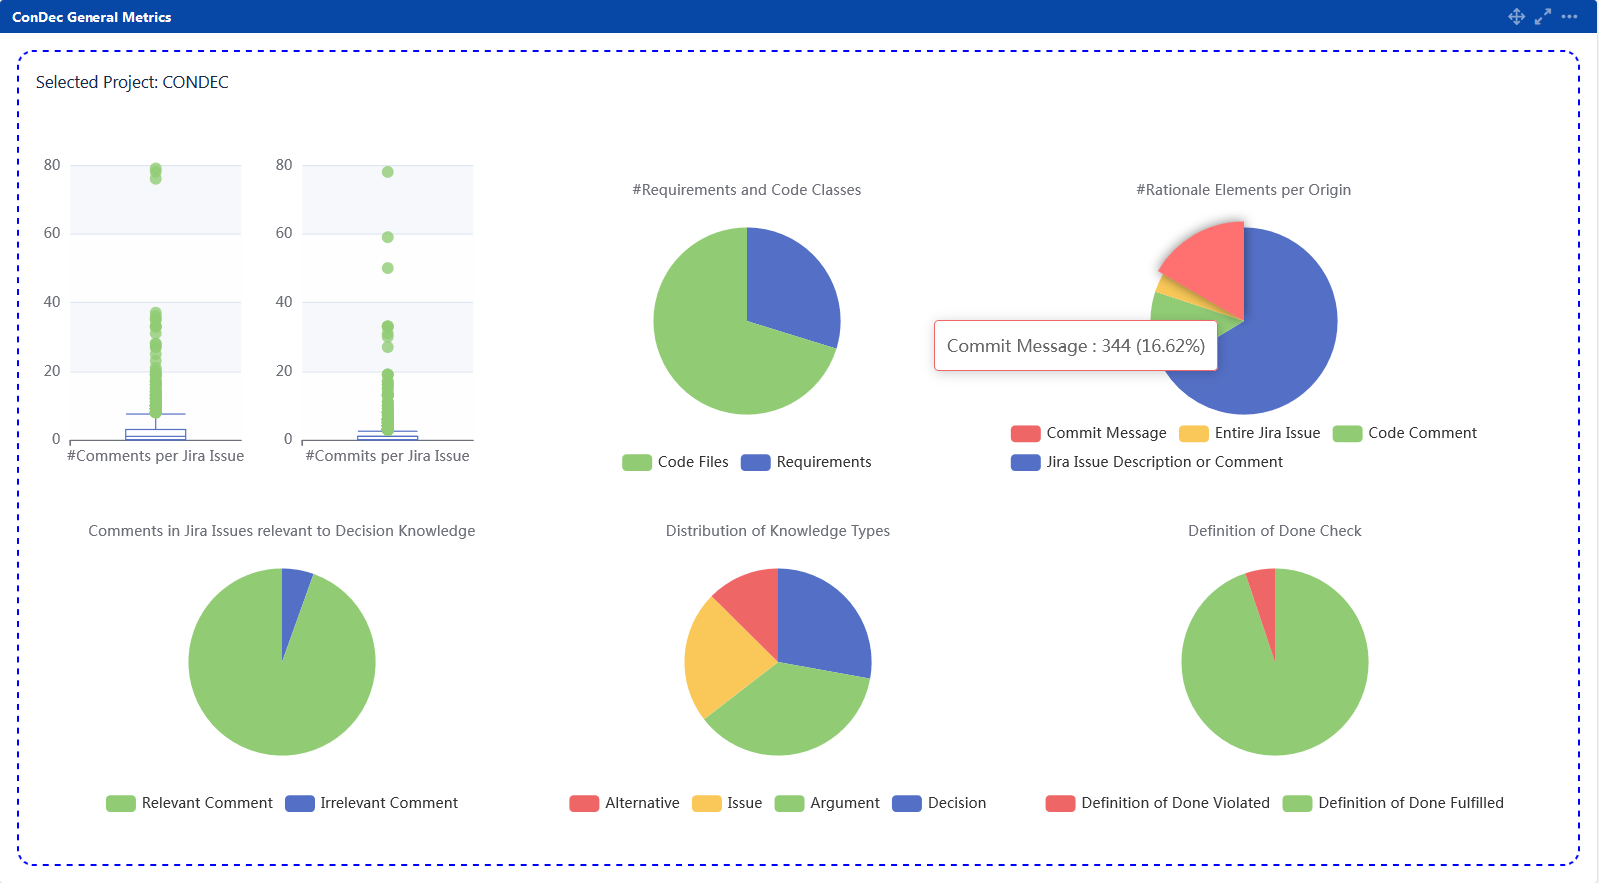 ConDec General Metrics
Selected Project: CONDEC
80
60
40
20
0
#Comments per Jira Issue
80
60
40
20
0
#Commits per Jira Issue
#Requirements and Code Classes
Code Files
Requirements
#Rationale Elements per Origin
Commit Message : 344 (16.62%)
Commit Message
Entire Jira Issue
Code Comment
Jira Issue Description or Comment
Comments in Jira Issues relevant to Decision Knowledge
Relevant Comment
Irrelevant Comment
Distribution of Knowledge Types
Alternative
Issue
Argument
Decision
Definition of Done Check
Definition of Done Violated
Definition of Done Fulfilled